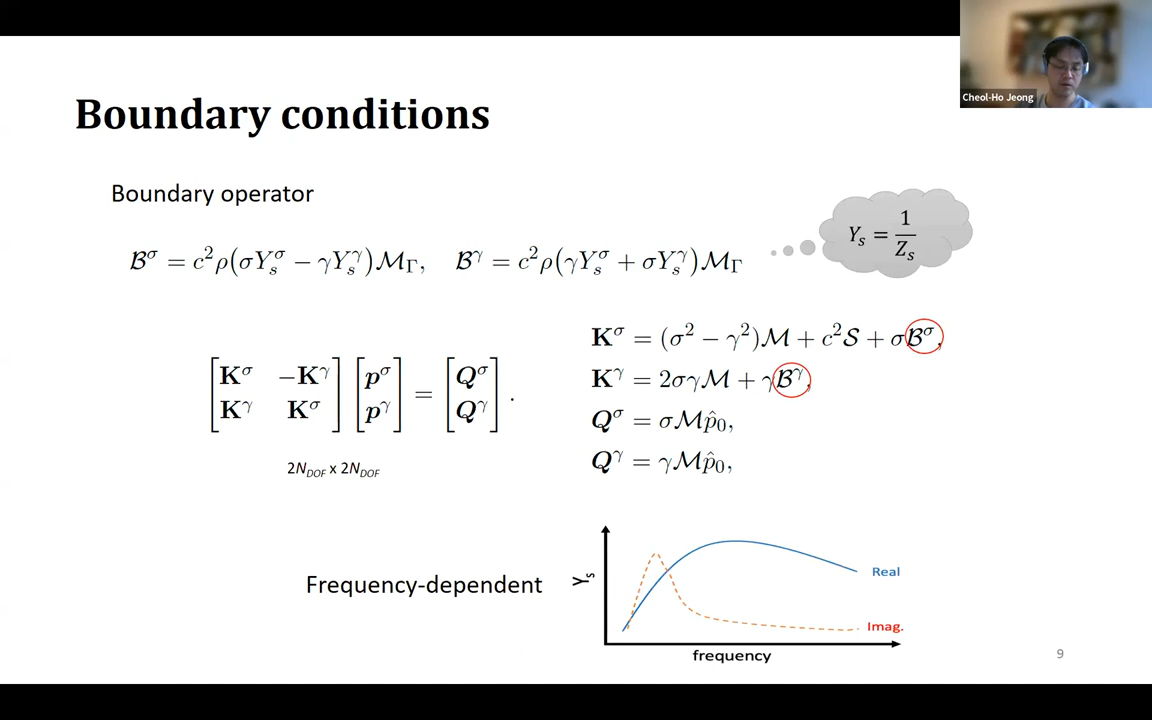 Cheol-Ho Jeong
Boundary conditions
Boundary operator
Y_s = 1/Z_s
𝓑^σ = c²ρ(σY_s^σ − γY_s^γ)𝓜_Γ, 𝓑^γ = c²ρ(γY_s^σ + σY_s^γ)𝓜_Γ
K^σ = (σ² − γ²)𝓜 + c²𝓢 + σ𝓑^σ,
K^γ = 2σγ𝓜 + γ𝓑^γ,
Q^σ = σ𝓜p̂₀,
Q^γ = γ𝓜p̂₀,
[K^σ −K^γ] [p^σ] = [Q^σ]
[K^γ K^σ] [p^γ] [Q^γ] .
2N_DOF x 2N_DOF
Frequency-dependent
Y_s
Real
Imag.
frequency
9